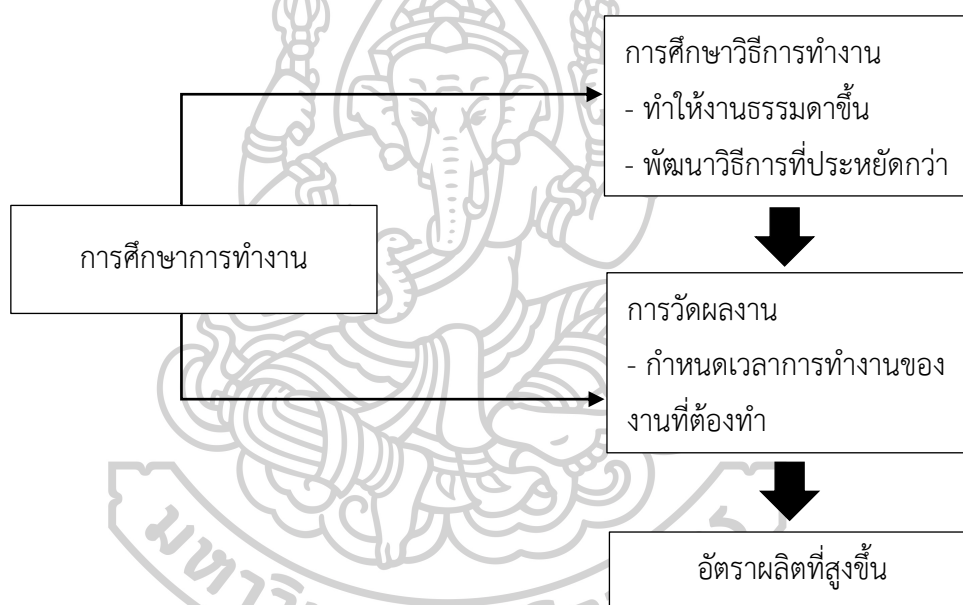 การศึกษาวิธีการทำงาน
- ทำให้งานธรรมดาขึ้น
- พัฒนาวิธีการที่ประหยัดกว่า
การศึกษาการทำงาน
การวัดผลงาน
- กำหนดเวลาการทำงานของ
งานที่ต้องทำ
อัตราผลิตที่สูงขึ้น